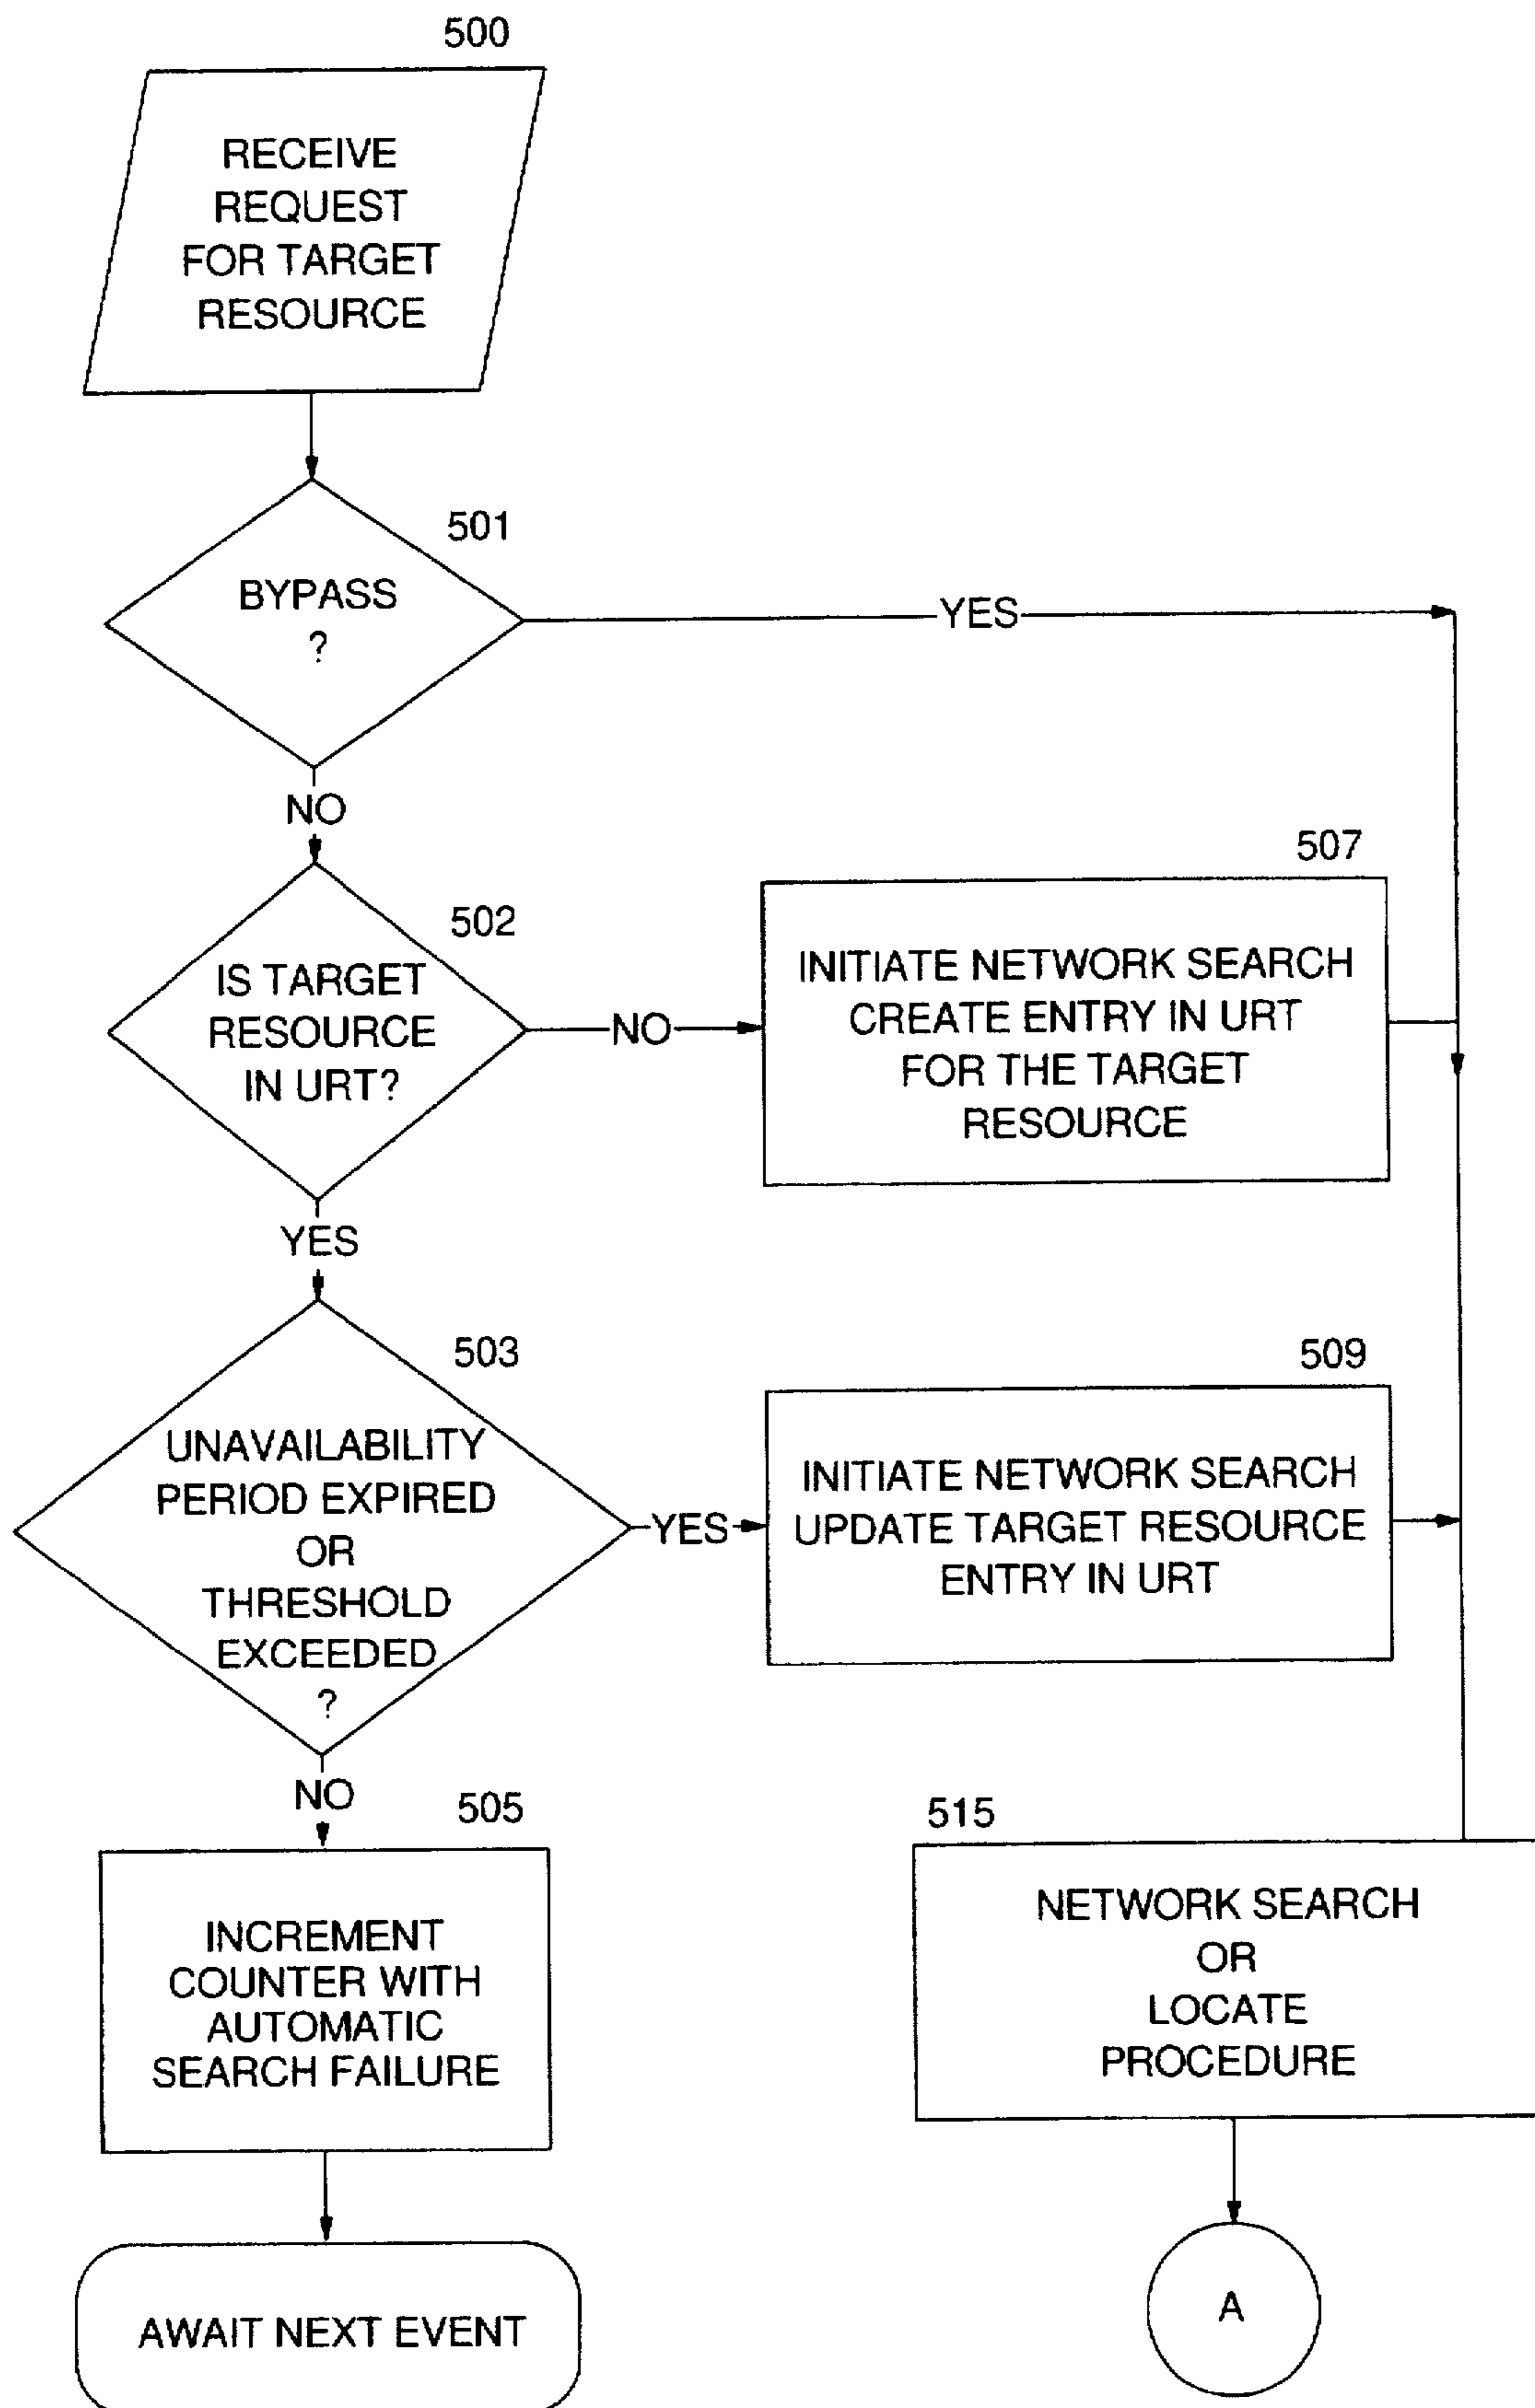 500
RECEIVE
REQUEST
FOR TARGET
RESOURCE
501
BYPASS
?
YES
NO
502
IS TARGET
RESOURCE
IN URT?
NO
507
INITIATE NETWORK SEARCH
CREATE ENTRY IN URT
FOR THE TARGET
RESOURCE
YES
503
UNAVAILABILITY
PERIOD EXPIRED
OR
THRESHOLD
EXCEEDED
?
YES
509
INITIATE NETWORK SEARCH
UPDATE TARGET RESOURCE
ENTRY IN URT
NO
505
INCREMENT
COUNTER WITH
AUTOMATIC
SEARCH FAILURE
515
NETWORK SEARCH
OR
LOCATE
PROCEDURE
AWAIT NEXT EVENT
A